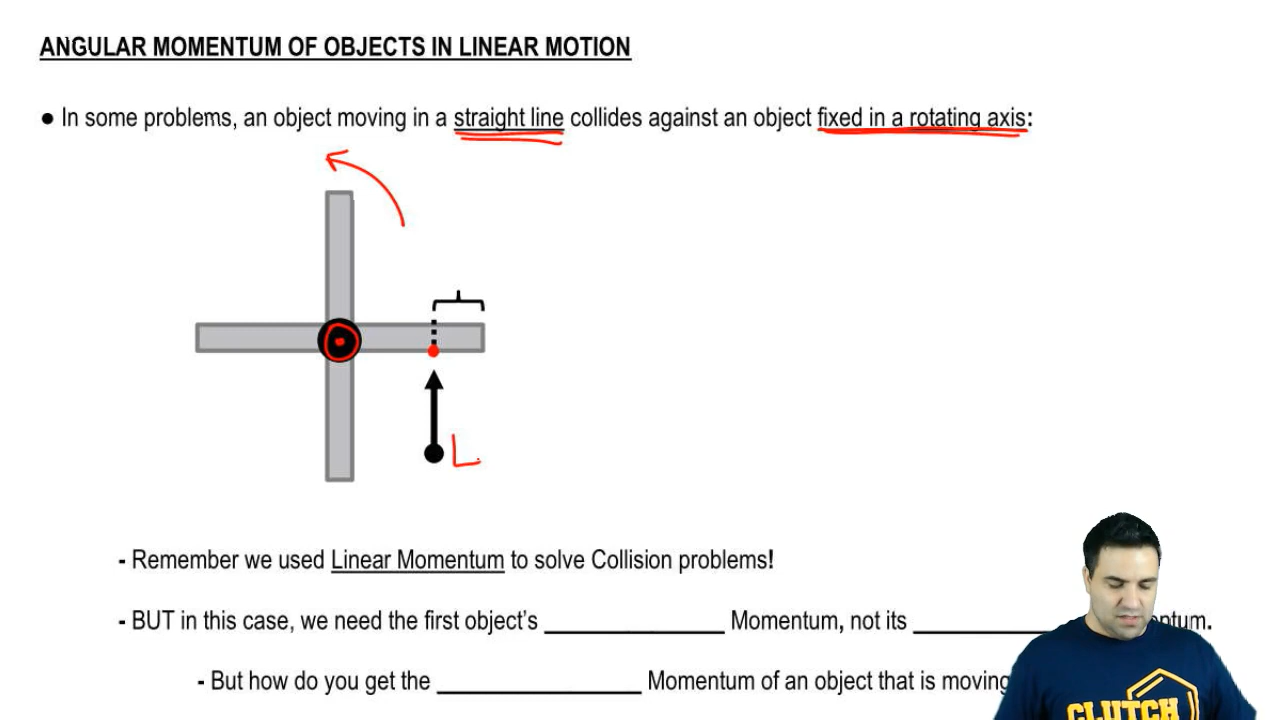 ANGULAR MOMENTUM OF OBJECTS IN LINEAR MOTION
● In some problems, an object moving in a straight line collides against an object fixed in a rotating axis:
L
- Remember we used Linear Momentum to solve Collision problems!
- BUT in this case, we need the first object's ____________ Momentum, not its __________ntum.
- But how do you get the ______________ Momentum of an object that is moving
CLUTCH